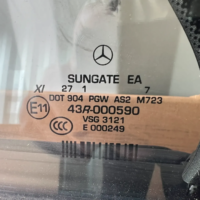 SUNGATE EA
XI 27 1 7
DOT 904 PGW AS2 M723
E11 43R-000590
CCC VSG 3121
E 000249